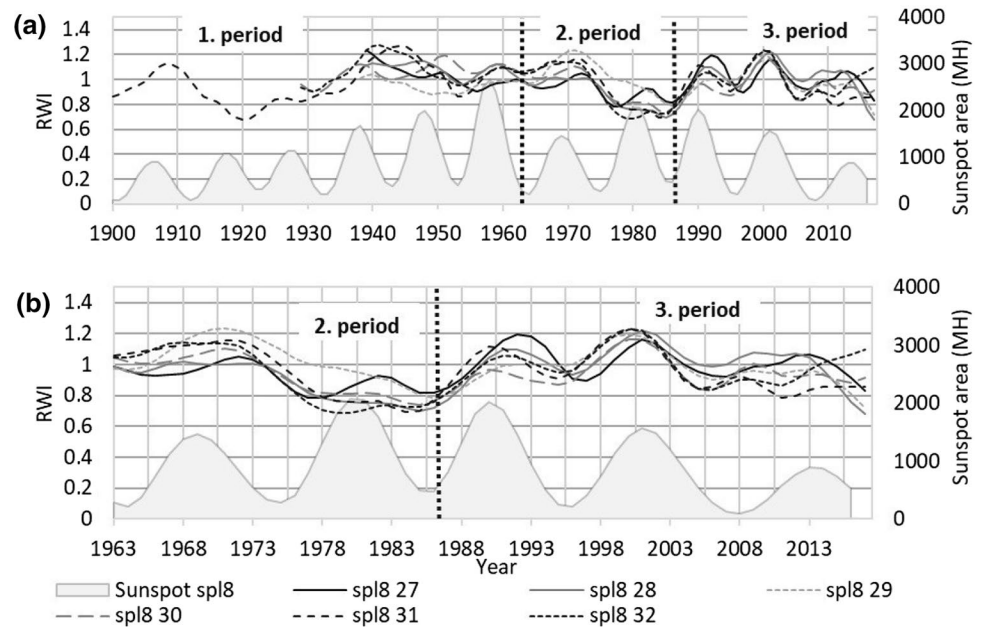 (a)
1. period
2. period
3. period
RWI
1.4
1.2
1
0.8
0.6
0.4
0.2
0
4000
3000
2000
1000
0
Sunspot area (MH)
1900 1910 1920 1930 1940 1950 1960 1970 1980 1990 2000 2010
(b)
2. period
3. period
RWI
1.4
1.2
1
0.8
0.6
0.4
0.2
0
4000
3000
2000
1000
0
Sunspot area (MH)
1963 1968 1973 1978 1983 1988 1993 1998 2003 2008 2013
Year
Sunspot spl8 spl8 27 spl8 28 spl8 29
spl8 30 spl8 31 spl8 32